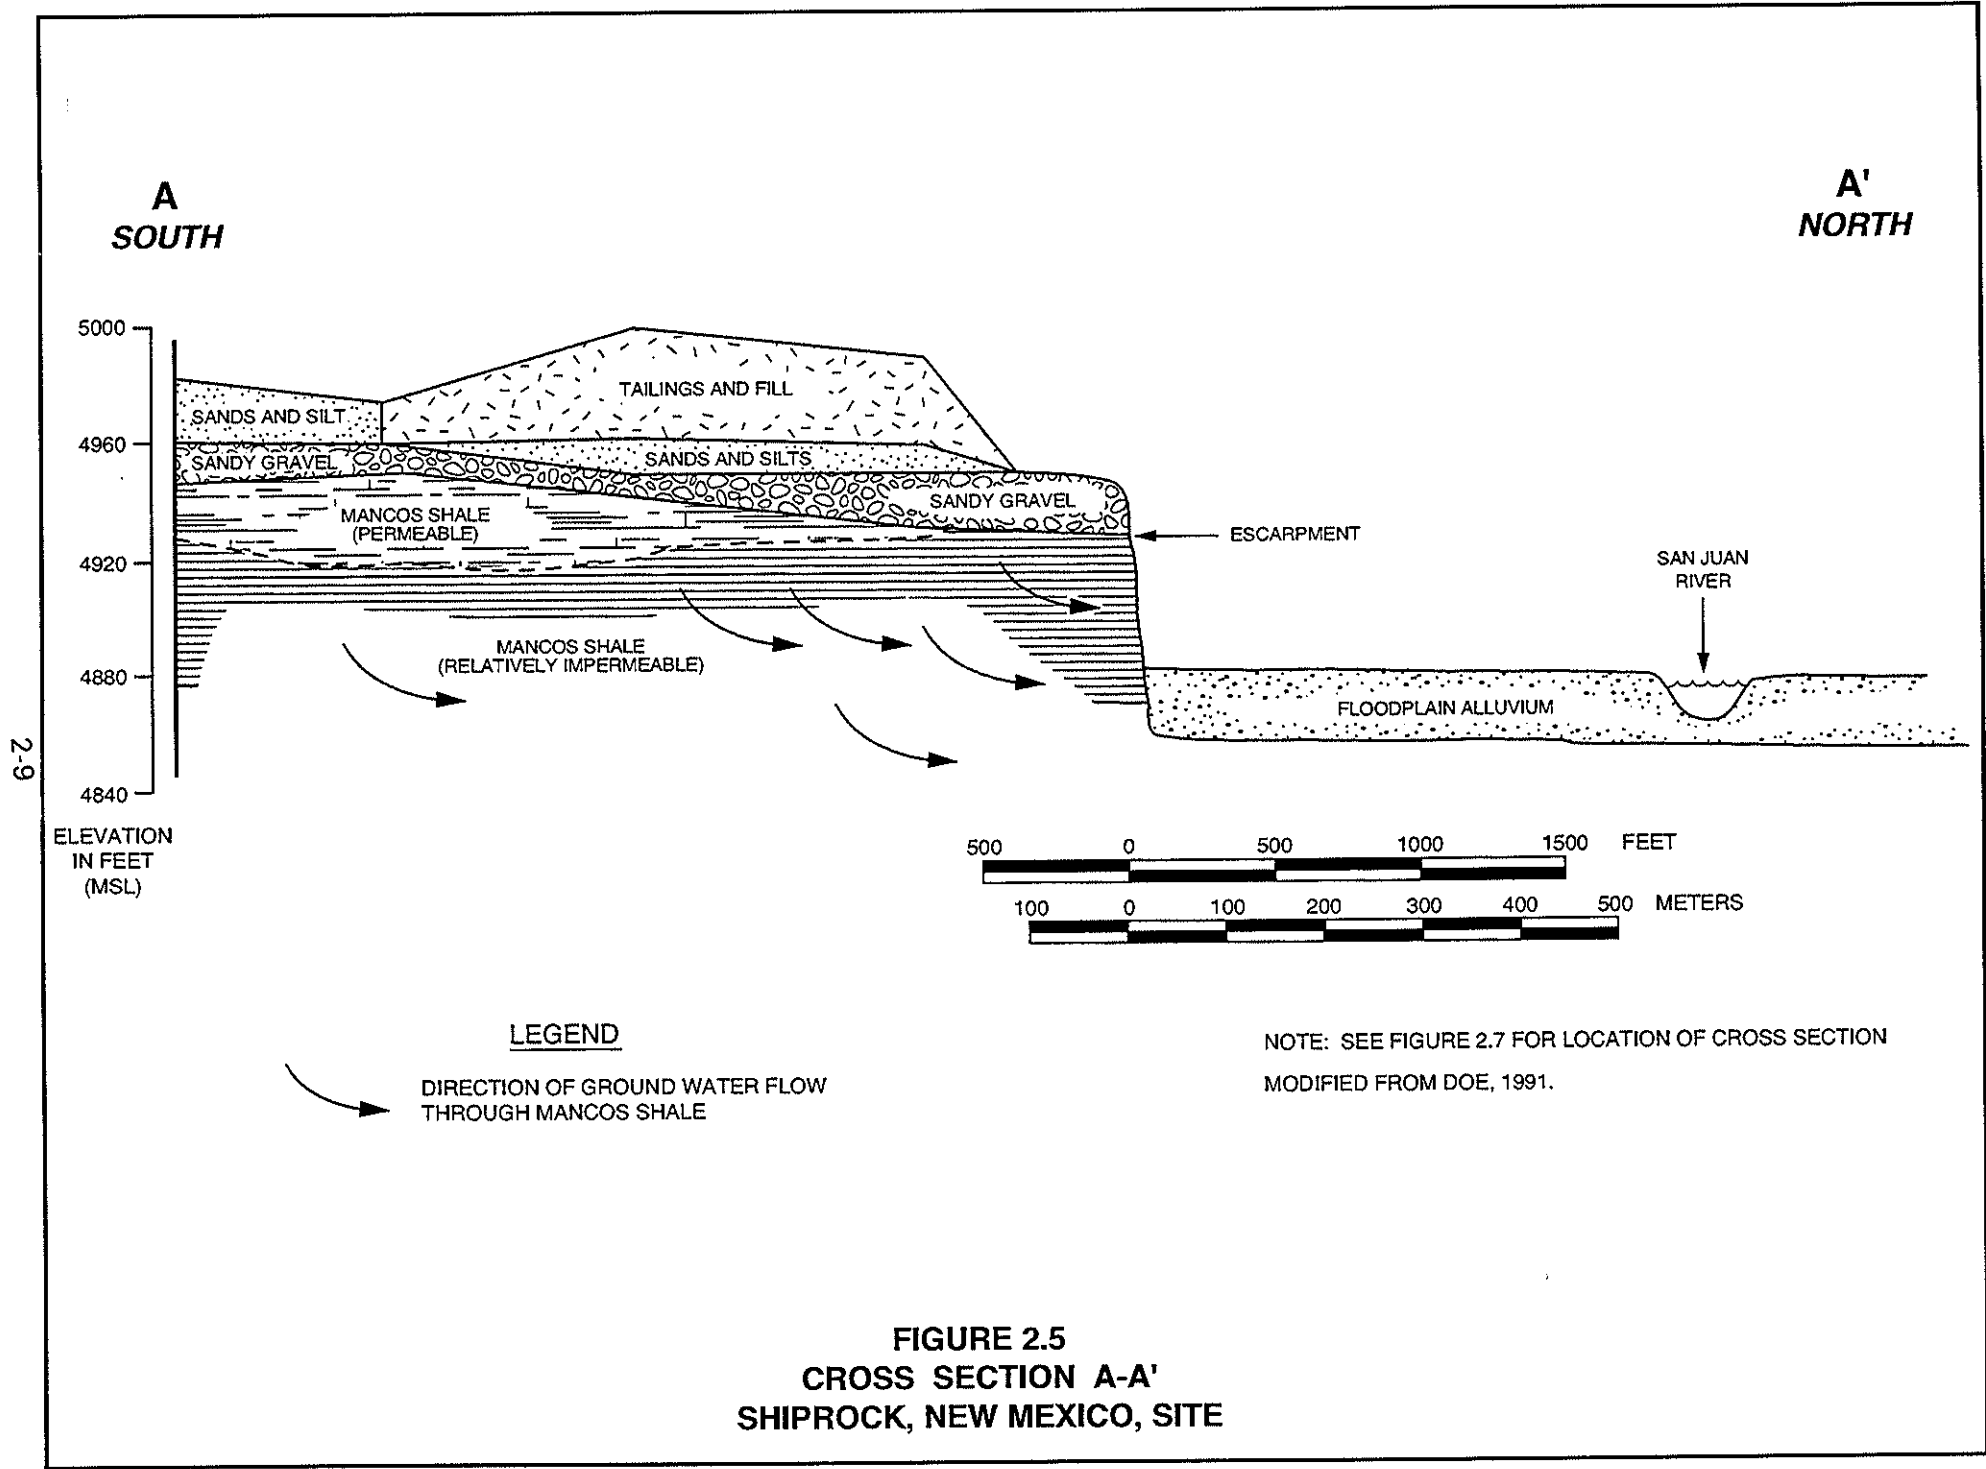 A
SOUTH
A'
NORTH
5000
4960
4920
4880
4840
ELEVATION
IN FEET
(MSL)
TAILINGS AND FILL
SANDS AND SILT
SANDS AND SILTS
SANDY GRAVEL
SANDY GRAVEL
MANCOS SHALE
(PERMEABLE)
ESCARPMENT
SAN JUAN
RIVER
MANCOS SHALE
(RELATIVELY IMPERMEABLE)
FLOODPLAIN ALLUVIUM
2-9
500 0 500 1000 1500 FEET
100 0 100 200 300 400 500 METERS
LEGEND
DIRECTION OF GROUND WATER FLOW
THROUGH MANCOS SHALE
NOTE: SEE FIGURE 2.7 FOR LOCATION OF CROSS SECTION
MODIFIED FROM DOE, 1991.
FIGURE 2.5
CROSS SECTION A-A'
SHIPROCK, NEW MEXICO, SITE